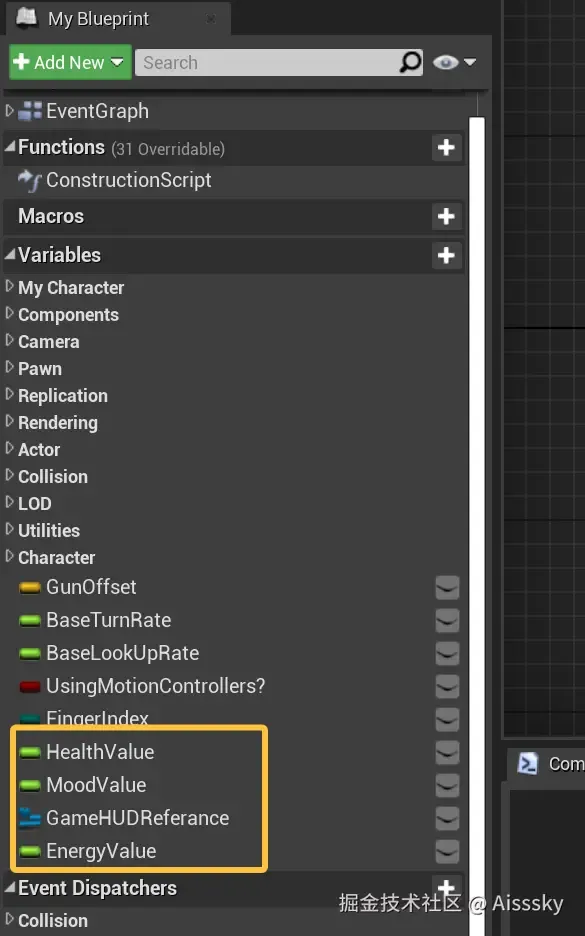 My Blueprint
Add New
Search
EventGraph
Functions (31 Overridable)
ConstructionScript
Macros
Variables
My Character
Components
Camera
Pawn
Replication
Rendering
Actor
Collision
LOD
Utilities
Character
GunOffset
BaseTurnRate
BaseLookUpRate
UsingMotionControllers?
FingerIndex
HealthValue
Com
MoodValue
GameHUDReferance
EnergyValue
Event Dispatchers
掘金技术社区 @ Aisssky
Collision